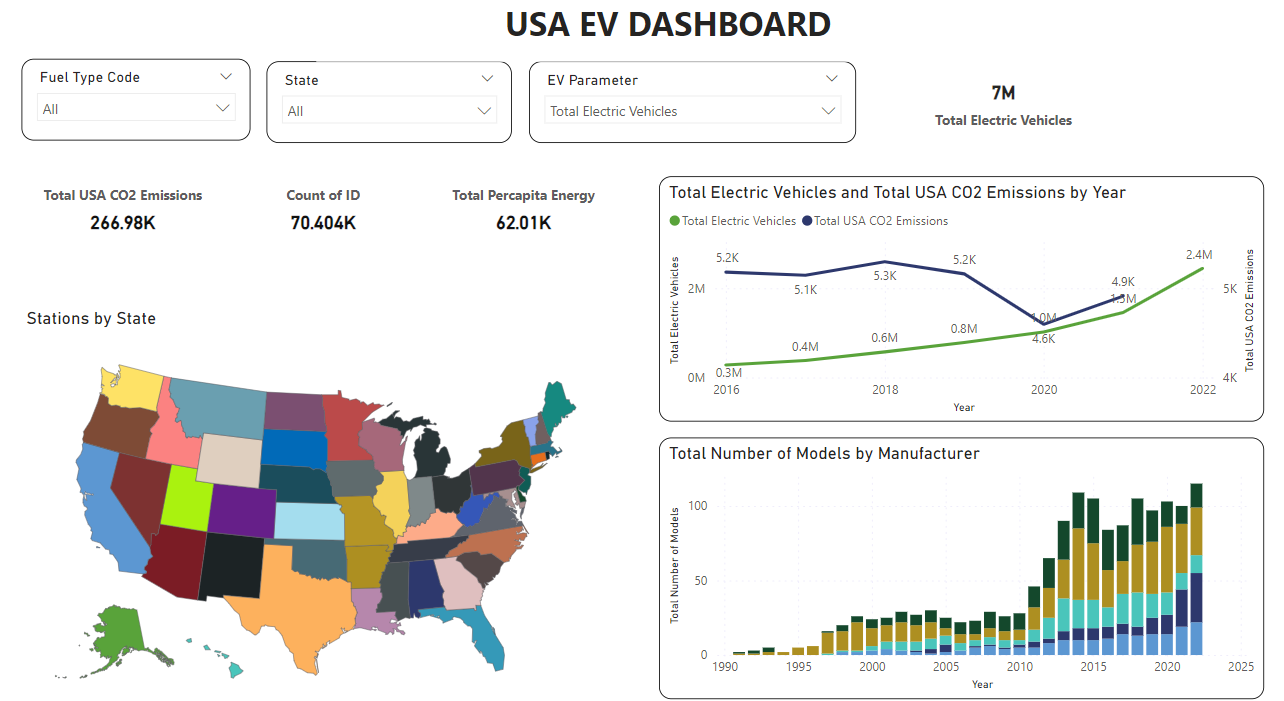 USA EV DASHBOARD
Fuel Type Code
All
State
All
EV Parameter
Total Electric Vehicles
7M
Total Electric Vehicles
Total USA CO2 Emissions
266.98K
Count of ID
70.404K
Total Percapita Energy
62.01K
Stations by State
Total Electric Vehicles and Total USA CO2 Emissions by Year
Total Electric Vehicles Total USA CO2 Emissions
Total Electric Vehicles
2M
0M
5.2K
5.1K
5.3K
5.2K
4.6K
4.9K
0.3M
0.4M
0.6M
0.8M
1.0M
1.5M
2.4M
5K
4K
Total USA CO2 Emissions
2016 2018 2020 2022
Year
Total Number of Models by Manufacturer
Total Number of Models
100
50
0
1990 1995 2000 2005 2010 2015 2020 2025
Year